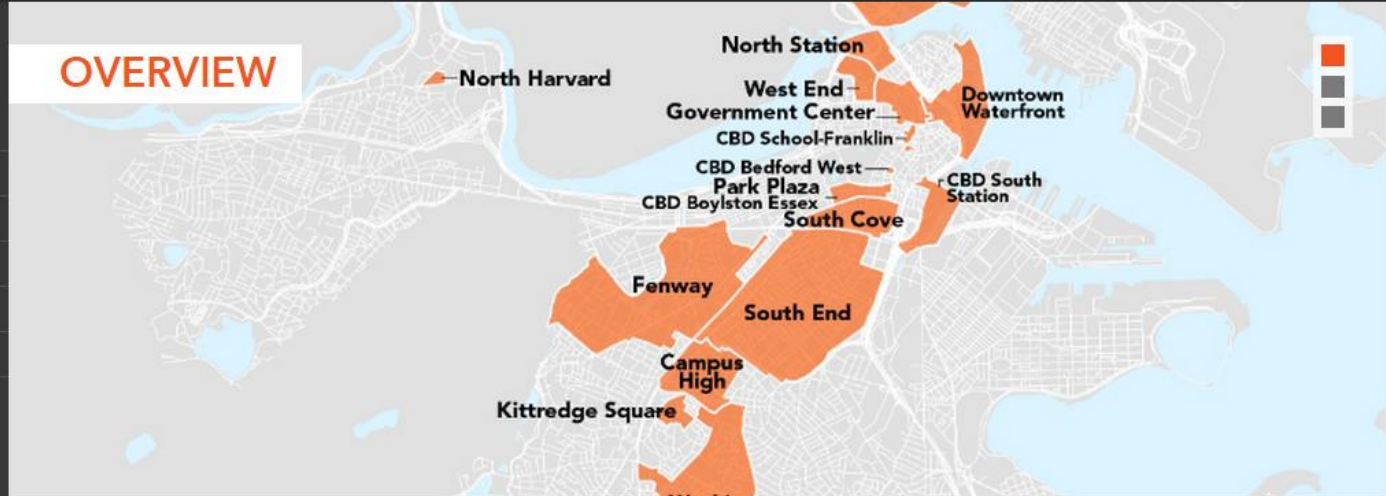 OVERVIEW
North Station
North Harvard
West End
Downtown
Waterfront
Government Center
CBD School-Franklin
CBD Bedford West
CBD South
Station
Park Plaza
CBD Boylston Essex
South Cove
Fenway
South End
Campus
High
Kittredge Square